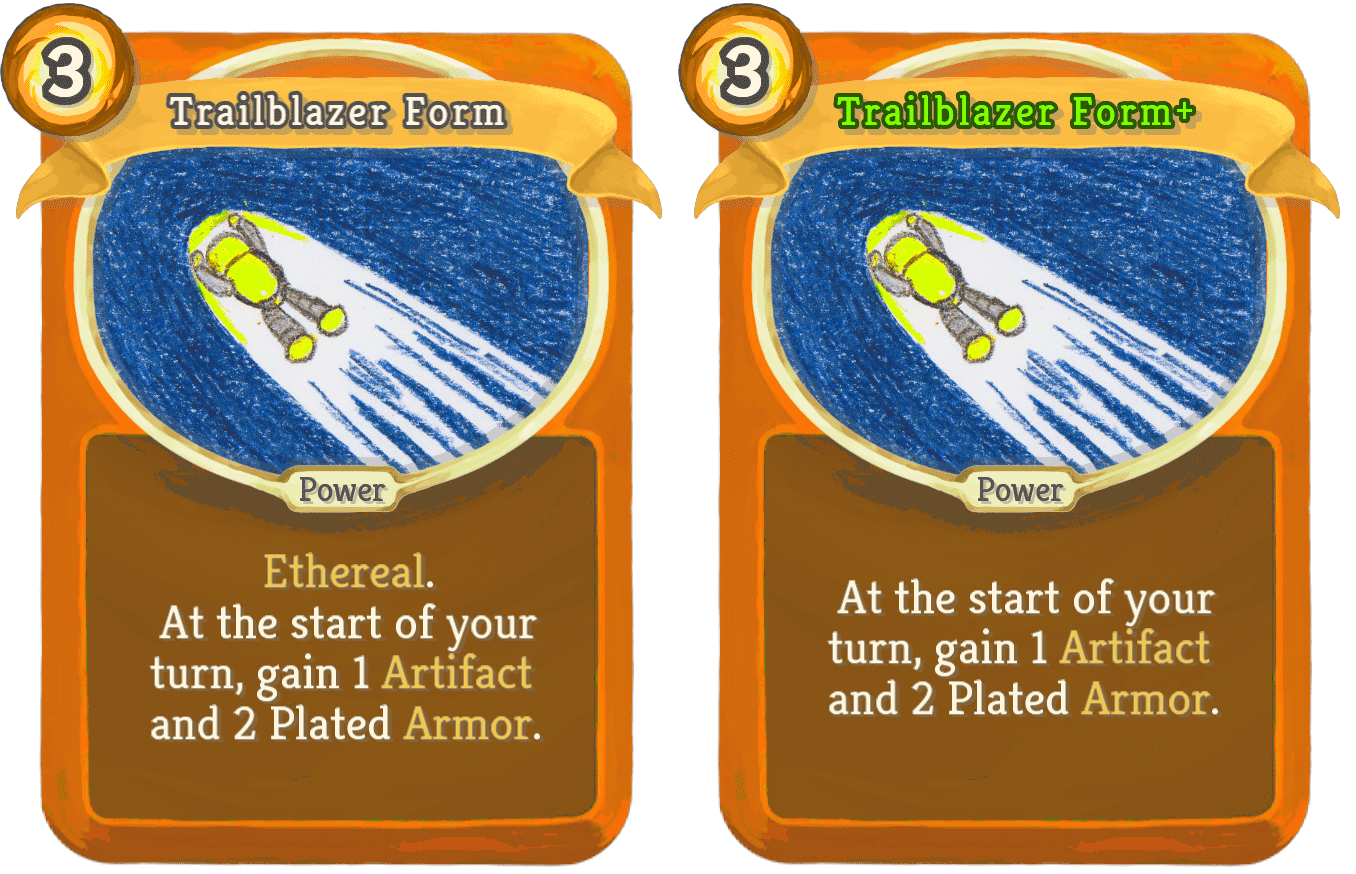 3
Trailblazer Form
Power
Ethereal.
At the start of your
turn, gain 1 Artifact
and 2 Plated Armor.
3
Trailblazer Form+
Power
At the start of your
turn, gain 1 Artifact
and 2 Plated Armor.